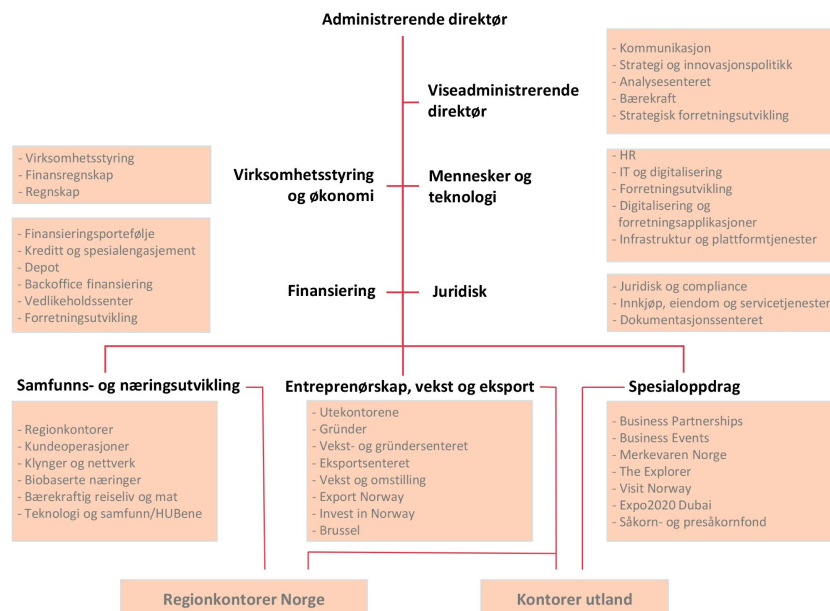 Administrerende direktør
- Kommunikasjon
- Strategi og innovasjonspolitikk
- Analysesenteret
- Bærekraft
- Strategisk forretningsutvikling
Viseadministrerende
direktør
- Virksomhetsstyring
- Finansregnskap
- Regnskap
Virksomhetsstyring
og økonomi
Mennesker og
teknologi
- HR
- IT og digitalisering
- Forretningsutvikling
- Digitalisering og
forretningsapplikasjoner
- Infrastruktur og plattformtjenester
- Finansieringsportefølje
- Kreditt og spesialengasjement
- Depot
- Backoffice finansiering
- Vedlikeholdssenter
- Forretningsutvikling
Finansiering
Juridisk
- Juridisk og compliance
- Innkjøp, eiendom og servicetjenester
- Dokumentasjonssenteret
Samfunns- og næringsutvikling
Entreprenørskap, vekst og eksport
Spesialoppdrag
- Regionkontorer
- Kundeoperasjoner
- Klynger og nettverk
- Biobaserte næringer
- Bærekraftig reiseliv og mat
- Teknologi og samfunn/HUBene
- Utekontorene
- Gründer
- Vekst- og gründersenteret
- Eksportsenteret
- Vekst og omstilling
- Export Norway
- Invest in Norway
- Brussel
- Business Partnerships
- Business Events
- Merkevaren Norge
- The Explorer
- Visit Norway
- Expo2020 Dubai
- Såkorn- og presåkornfond
Regionkontorer Norge
Kontorer utland